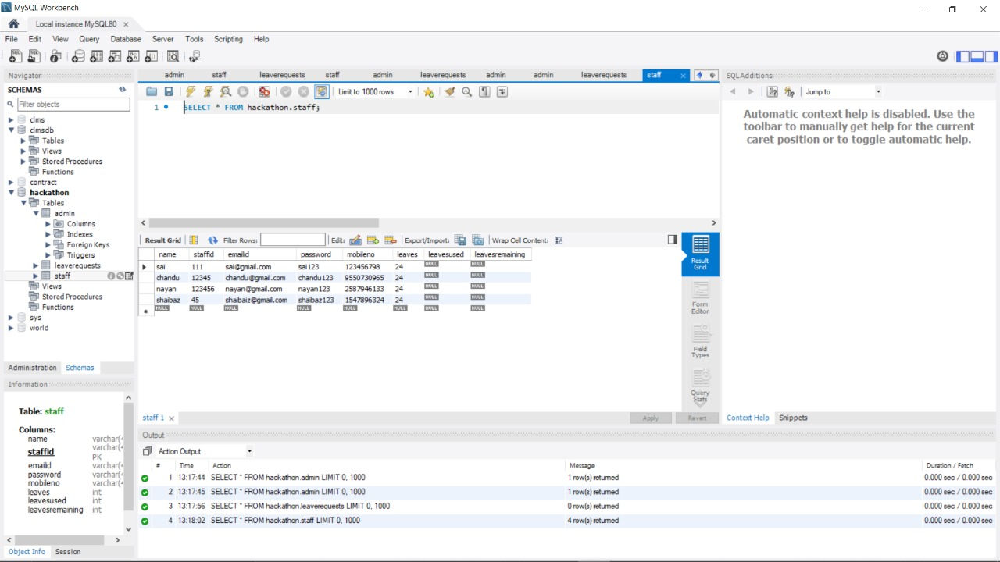 MySQL Workbench
Local instance MySQL80
File Edit View Query Database Server Tools Scripting Help
Navigator
SCHEMAS
Filter objects
clms
clmsdb
Tables
Views
Stored Procedures
Functions
contract
hackathon
Tables
admin
Columns
Indexes
Foreign Keys
Triggers
leaverequests
staff
Views
Stored Procedures
Functions
sys
world
Administration Schemas
Information
Table: staff
Columns:
name varchar(4
staffid varchar(4
PK
emailid varchar(4
password varchar(4
mobileno varchar(4
leaves int
leavesused int
leavesremaining int
Object Info Session
admin staff leaverequests staff admin leaverequests admin admin leaverequests staff
Limit to 1000 rows
1 SELECT * FROM hackathon.staff;
Result Grid Filter Rows: Edit: Export/Import: Wrap Cell Content:
name staffid emailid password mobileno leaves leavesused leavesremaining
sai 111 sai@gmail.com sai123 123456798 24 NULL NULL
chandu 12345 chandu@gmail.com chandu123 9550730965 24 NULL NULL
nayan 123456 nayan@gmail.com nayan123 2587946133 24 NULL NULL
shaibaz 45 shaibaiz@gmail.com shaibaz123 1547896324 24 NULL NULL
NULL NULL NULL NULL NULL NULL NULL NULL
Result Grid
Form Editor
Field Types
Query Stats
staff 1 Apply Revert
SQLAdditions
Jump to
Automatic context help is disabled. Use the
toolbar to manually get help for the current
caret position or to toggle automatic help.
Context Help Snippets
Output
Action Output
# Time Action Message Duration / Fetch
1 13:17:44 SELECT * FROM hackathon.admin LIMIT 0, 1000 1 row(s) returned 0.000 sec / 0.000 sec
2 13:17:45 SELECT * FROM hackathon.admin LIMIT 0, 1000 1 row(s) returned 0.000 sec / 0.000 sec
3 13:17:56 SELECT * FROM hackathon.leaverequests LIMIT 0, 1000 0 row(s) returned 0.000 sec / 0.000 sec
4 13:18:02 SELECT * FROM hackathon.staff LIMIT 0, 1000 4 row(s) returned 0.000 sec / 0.000 sec